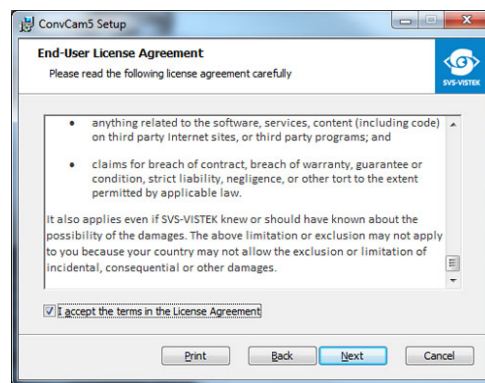 ConvCam5 Setup
End-User License Agreement
Please read the following license agreement carefully
SVS-VISTEK
• anything related to the software, services, content (including code)
on third party Internet sites, or third party programs; and
• claims for breach of contract, breach of warranty, guarantee or
condition, strict liability, negligence, or other tort to the extent
permitted by applicable law.
It also applies even if SVS-VISTEK knew or should have known about the
possibility of the damages. The above limitation or exclusion may not apply
to you because your country may not allow the exclusion or limitation of
incidental, consequential or other damages.
I accept the terms in the License Agreement
Print Back Next Cancel